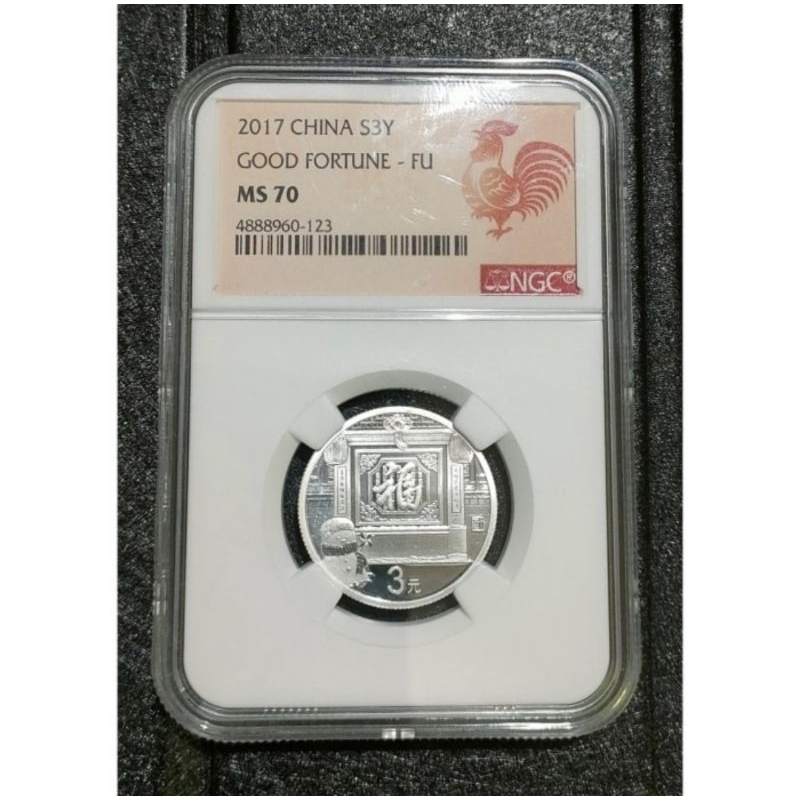 2017 CHINA S3Y
GOOD FORTUNE - FU
MS 70
4888960-123
NGC®
福
3元